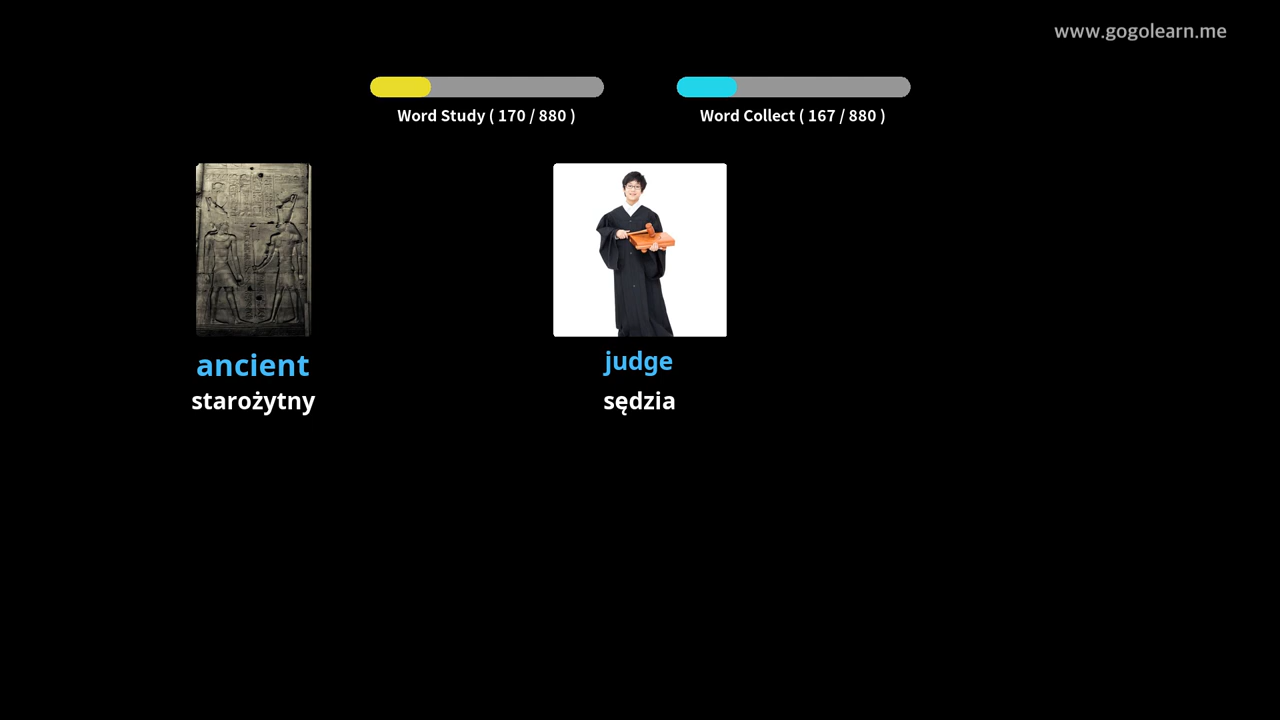 www.gogolearn.me
Word Study ( 170 / 880 )
Word Collect ( 167 / 880 )
ancient
starożytny
judge
sędzia